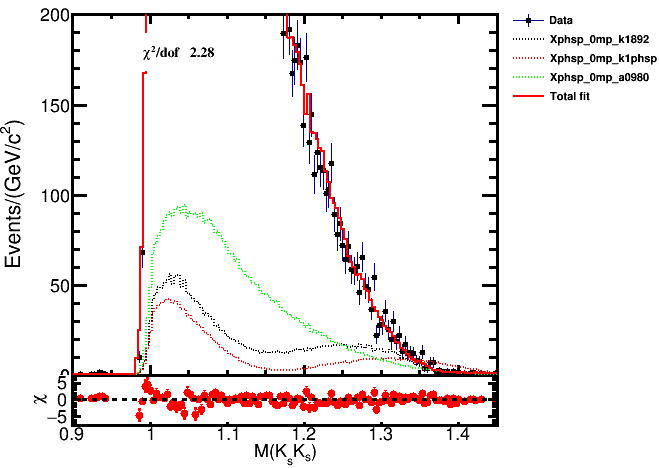 Events/(GeV/c²)
200
150
100
50
0
χ²/dof 2.28
Data
Xphsp_0mp_k1892
Xphsp_0mp_k1phsp
Xphsp_0mp_a0980
Total fit
χ
5
0
−5
0.9 1 1.1 1.2 1.3 1.4
M(KₛKₛ)